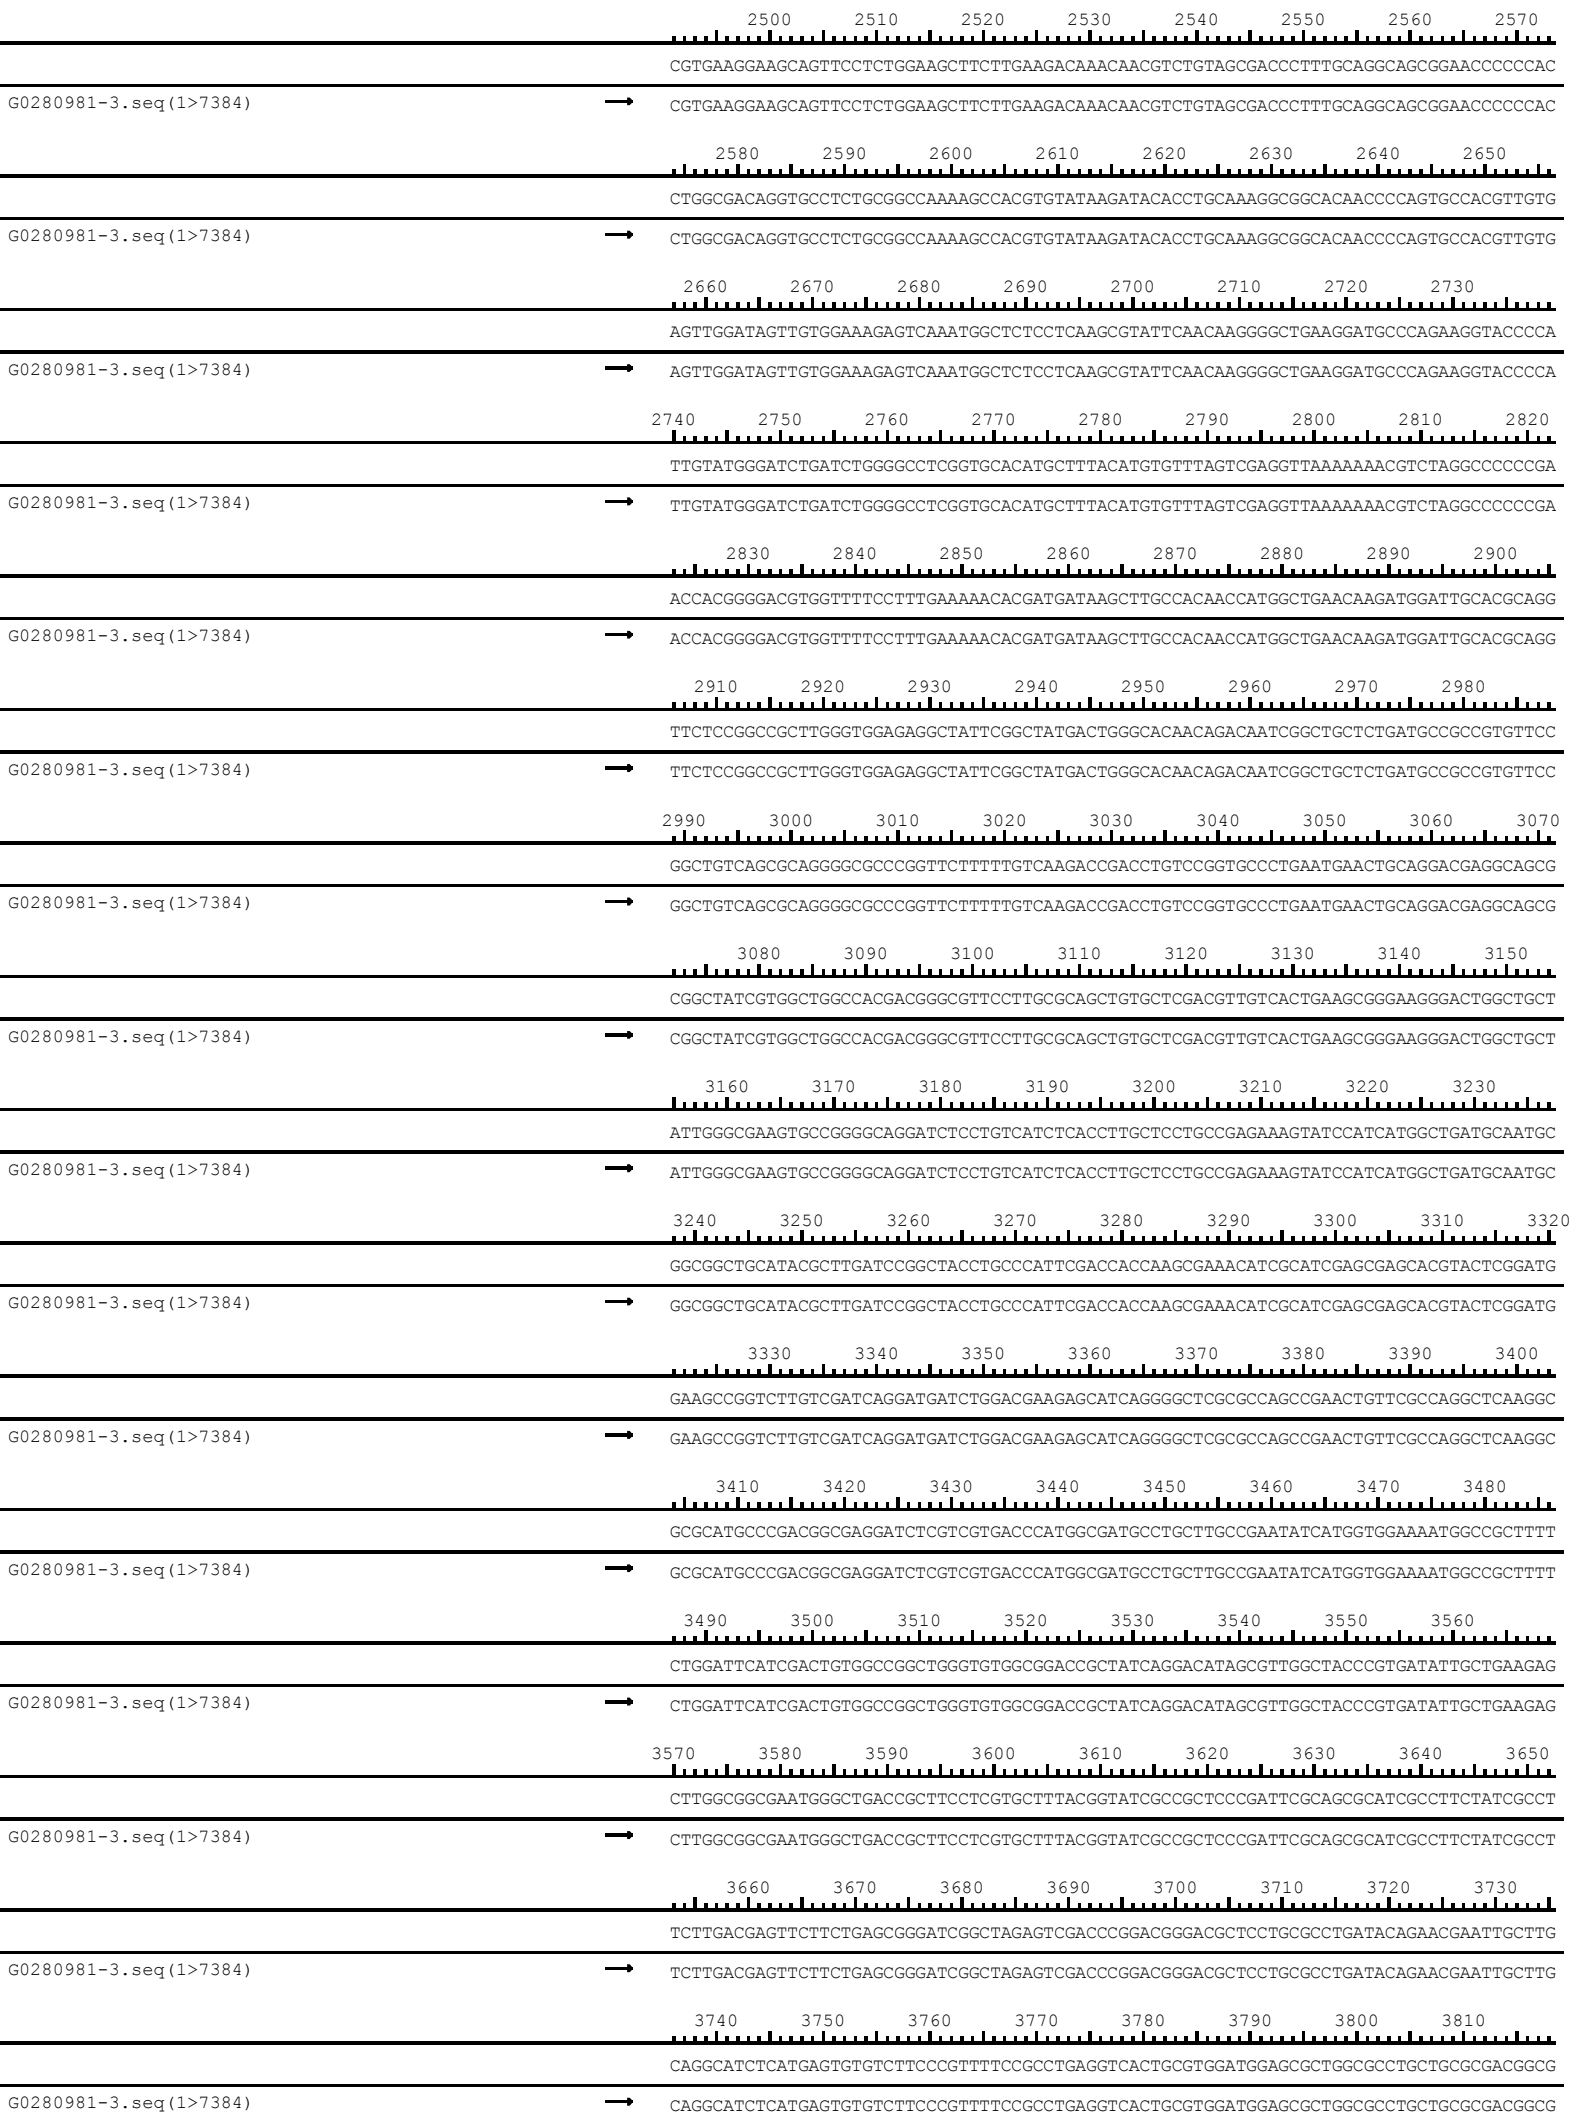 2500 2510 2520 2530 2540 2550 2560 2570
CGTGAAGGAAGCAGTTCCTCTGGAAGCTTCTTGAAGACAAACAACGTCTGTAGCGACCCTTTGCAGGCAGCGGAACCCCCCAC
G0280981-3.seq(1>7384) → CGTGAAGGAAGCAGTTCCTCTGGAAGCTTCTTGAAGACAAACAACGTCTGTAGCGACCCTTTGCAGGCAGCGGAACCCCCCAC
2580 2590 2600 2610 2620 2630 2640 2650
CTGGCGACAGGTGCCTCTGCGGCCAAAAGCCACGTGTATAAGATACACCTGCAAAGGCGGCACAACCCCAGTGCCACGTTGTG
G0280981-3.seq(1>7384) → CTGGCGACAGGTGCCTCTGCGGCCAAAAGCCACGTGTATAAGATACACCTGCAAAGGCGGCACAACCCCAGTGCCACGTTGTG
2660 2670 2680 2690 2700 2710 2720 2730
AGTTGGATAGTTGTGGAAAGAGTCAAATGGCTCTCCTCAAGCGTATTCAACAAGGGGCTGAAGGATGCCCAGAAGGTACCCCA
G0280981-3.seq(1>7384) → AGTTGGATAGTTGTGGAAAGAGTCAAATGGCTCTCCTCAAGCGTATTCAACAAGGGGCTGAAGGATGCCCAGAAGGTACCCCA
2740 2750 2760 2770 2780 2790 2800 2810 2820
TTGTATGGGATCTGATCTGGGGCCTCGGTGCACATGCTTTACATGTGTTTAGTCGAGGTTAAAAAAACGTCTAGGCCCCCCGA
G0280981-3.seq(1>7384) → TTGTATGGGATCTGATCTGGGGCCTCGGTGCACATGCTTTACATGTGTTTAGTCGAGGTTAAAAAAACGTCTAGGCCCCCCGA
2830 2840 2850 2860 2870 2880 2890 2900
ACCACGGGGACGTGGTTTTCCTTTGAAAAACACGATGATAAGCTTGCCACAACCATGGCTGAACAAGATGGATTGCACGCAGG
G0280981-3.seq(1>7384) → ACCACGGGGACGTGGTTTTCCTTTGAAAAACACGATGATAAGCTTGCCACAACCATGGCTGAACAAGATGGATTGCACGCAGG
2910 2920 2930 2940 2950 2960 2970 2980
TTCTCCGGCCGCTTGGGTGGAGAGGCTATTCGGCTATGACTGGGCACAACAGACAATCGGCTGCTCTGATGCCGCCGTGTTCC
G0280981-3.seq(1>7384) → TTCTCCGGCCGCTTGGGTGGAGAGGCTATTCGGCTATGACTGGGCACAACAGACAATCGGCTGCTCTGATGCCGCCGTGTTCC
2990 3000 3010 3020 3030 3040 3050 3060 3070
GGCTGTCAGCGCAGGGGCGCCCGGTTCTTTTTGTCAAGACCGACCTGTCCGGTGCCCTGAATGAACTGCAGGACGAGGCAGCG
G0280981-3.seq(1>7384) → GGCTGTCAGCGCAGGGGCGCCCGGTTCTTTTTGTCAAGACCGACCTGTCCGGTGCCCTGAATGAACTGCAGGACGAGGCAGCG
3080 3090 3100 3110 3120 3130 3140 3150
CGGCTATCGTGGCTGGCCACGACGGGCGTTCCTTGCGCAGCTGTGCTCGACGTTGTCACTGAAGCGGGAAGGGACTGGCTGCT
G0280981-3.seq(1>7384) → CGGCTATCGTGGCTGGCCACGACGGGCGTTCCTTGCGCAGCTGTGCTCGACGTTGTCACTGAAGCGGGAAGGGACTGGCTGCT
3160 3170 3180 3190 3200 3210 3220 3230
ATTGGGCGAAGTGCCGGGGCAGGATCTCCTGTCATCTCACCTTGCTCCTGCCGAGAAAGTATCCATCATGGCTGATGCAATGC
G0280981-3.seq(1>7384) → ATTGGGCGAAGTGCCGGGGCAGGATCTCCTGTCATCTCACCTTGCTCCTGCCGAGAAAGTATCCATCATGGCTGATGCAATGC
3240 3250 3260 3270 3280 3290 3300 3310 3320
GGCGGCTGCATACGCTTGATCCGGCTACCTGCCCATTCGACCACCAAGCGAAACATCGCATCGAGCGAGCACGTACTCGGATG
G0280981-3.seq(1>7384) → GGCGGCTGCATACGCTTGATCCGGCTACCTGCCCATTCGACCACCAAGCGAAACATCGCATCGAGCGAGCACGTACTCGGATG
3330 3340 3350 3360 3370 3380 3390 3400
GAAGCCGGTCTTGTCGATCAGGATGATCTGGACGAAGAGCATCAGGGGCTCGCGCCAGCCGAACTGTTCGCCAGGCTCAAGGC
G0280981-3.seq(1>7384) → GAAGCCGGTCTTGTCGATCAGGATGATCTGGACGAAGAGCATCAGGGGCTCGCGCCAGCCGAACTGTTCGCCAGGCTCAAGGC
3410 3420 3430 3440 3450 3460 3470 3480
GCGCATGCCCGACGGCGAGGATCTCGTCGTGACCCATGGCGATGCCTGCTTGCCGAATATCATGGTGGAAAATGGCCGCTTTT
G0280981-3.seq(1>7384) → GCGCATGCCCGACGGCGAGGATCTCGTCGTGACCCATGGCGATGCCTGCTTGCCGAATATCATGGTGGAAAATGGCCGCTTTT
3490 3500 3510 3520 3530 3540 3550 3560
CTGGATTCATCGACTGTGGCCGGCTGGGTGTGGCGGACCGCTATCAGGACATAGCGTTGGCTACCCGTGATATTGCTGAAGAG
G0280981-3.seq(1>7384) → CTGGATTCATCGACTGTGGCCGGCTGGGTGTGGCGGACCGCTATCAGGACATAGCGTTGGCTACCCGTGATATTGCTGAAGAG
3570 3580 3590 3600 3610 3620 3630 3640 3650
CTTGGCGGCGAATGGGCTGACCGCTTCCTCGTGCTTTACGGTATCGCCGCTCCCGATTCGCAGCGCATCGCCTTCTATCGCCT
G0280981-3.seq(1>7384) → CTTGGCGGCGAATGGGCTGACCGCTTCCTCGTGCTTTACGGTATCGCCGCTCCCGATTCGCAGCGCATCGCCTTCTATCGCCT
3660 3670 3680 3690 3700 3710 3720 3730
TCTTGACGAGTTCTTCTGAGCGGGATCGGCTAGAGTCGACCCGGACGGGACGCTCCTGCGCCTGATACAGAACGAATTGCTTG
G0280981-3.seq(1>7384) → TCTTGACGAGTTCTTCTGAGCGGGATCGGCTAGAGTCGACCCGGACGGGACGCTCCTGCGCCTGATACAGAACGAATTGCTTG
3740 3750 3760 3770 3780 3790 3800 3810
CAGGCATCTCATGAGTGTGTCTTCCCGTTTTCCGCCTGAGGTCACTGCGTGGATGGAGCGCTGGCGCCTGCTGCGCGACGGCG
G0280981-3.seq(1>7384) → CAGGCATCTCATGAGTGTGTCTTCCCGTTTTCCGCCTGAGGTCACTGCGTGGATGGAGCGCTGGCGCCTGCTGCGCGACGGCG